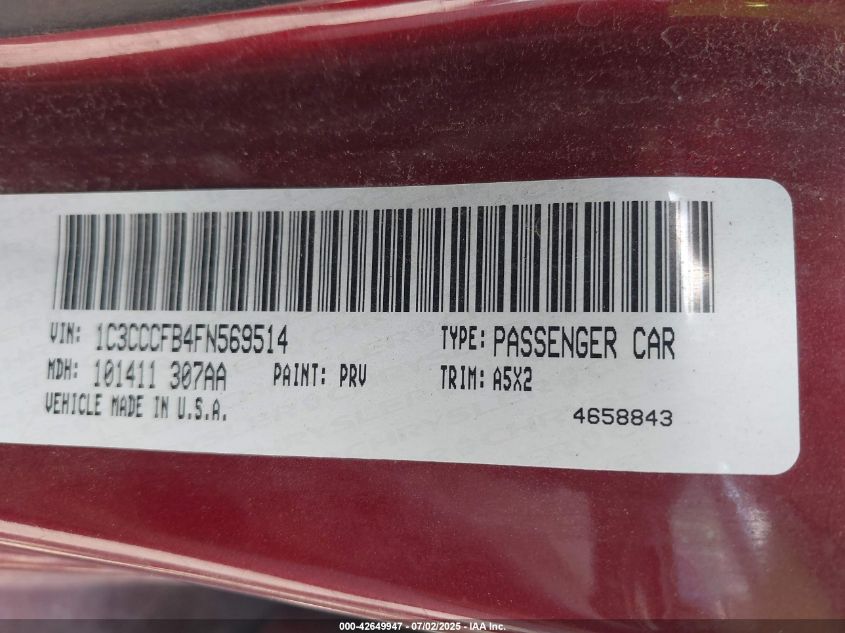 VIN: 1C3CCCFB4FN569514 TYPE: PASSENGER CAR
MDH: 101411 307AA PAINT: PRV TRIM: A5X2
VEHICLE MADE IN U.S.A. 4658843
000-42649947 - 07/02/2025 - IAA Inc.